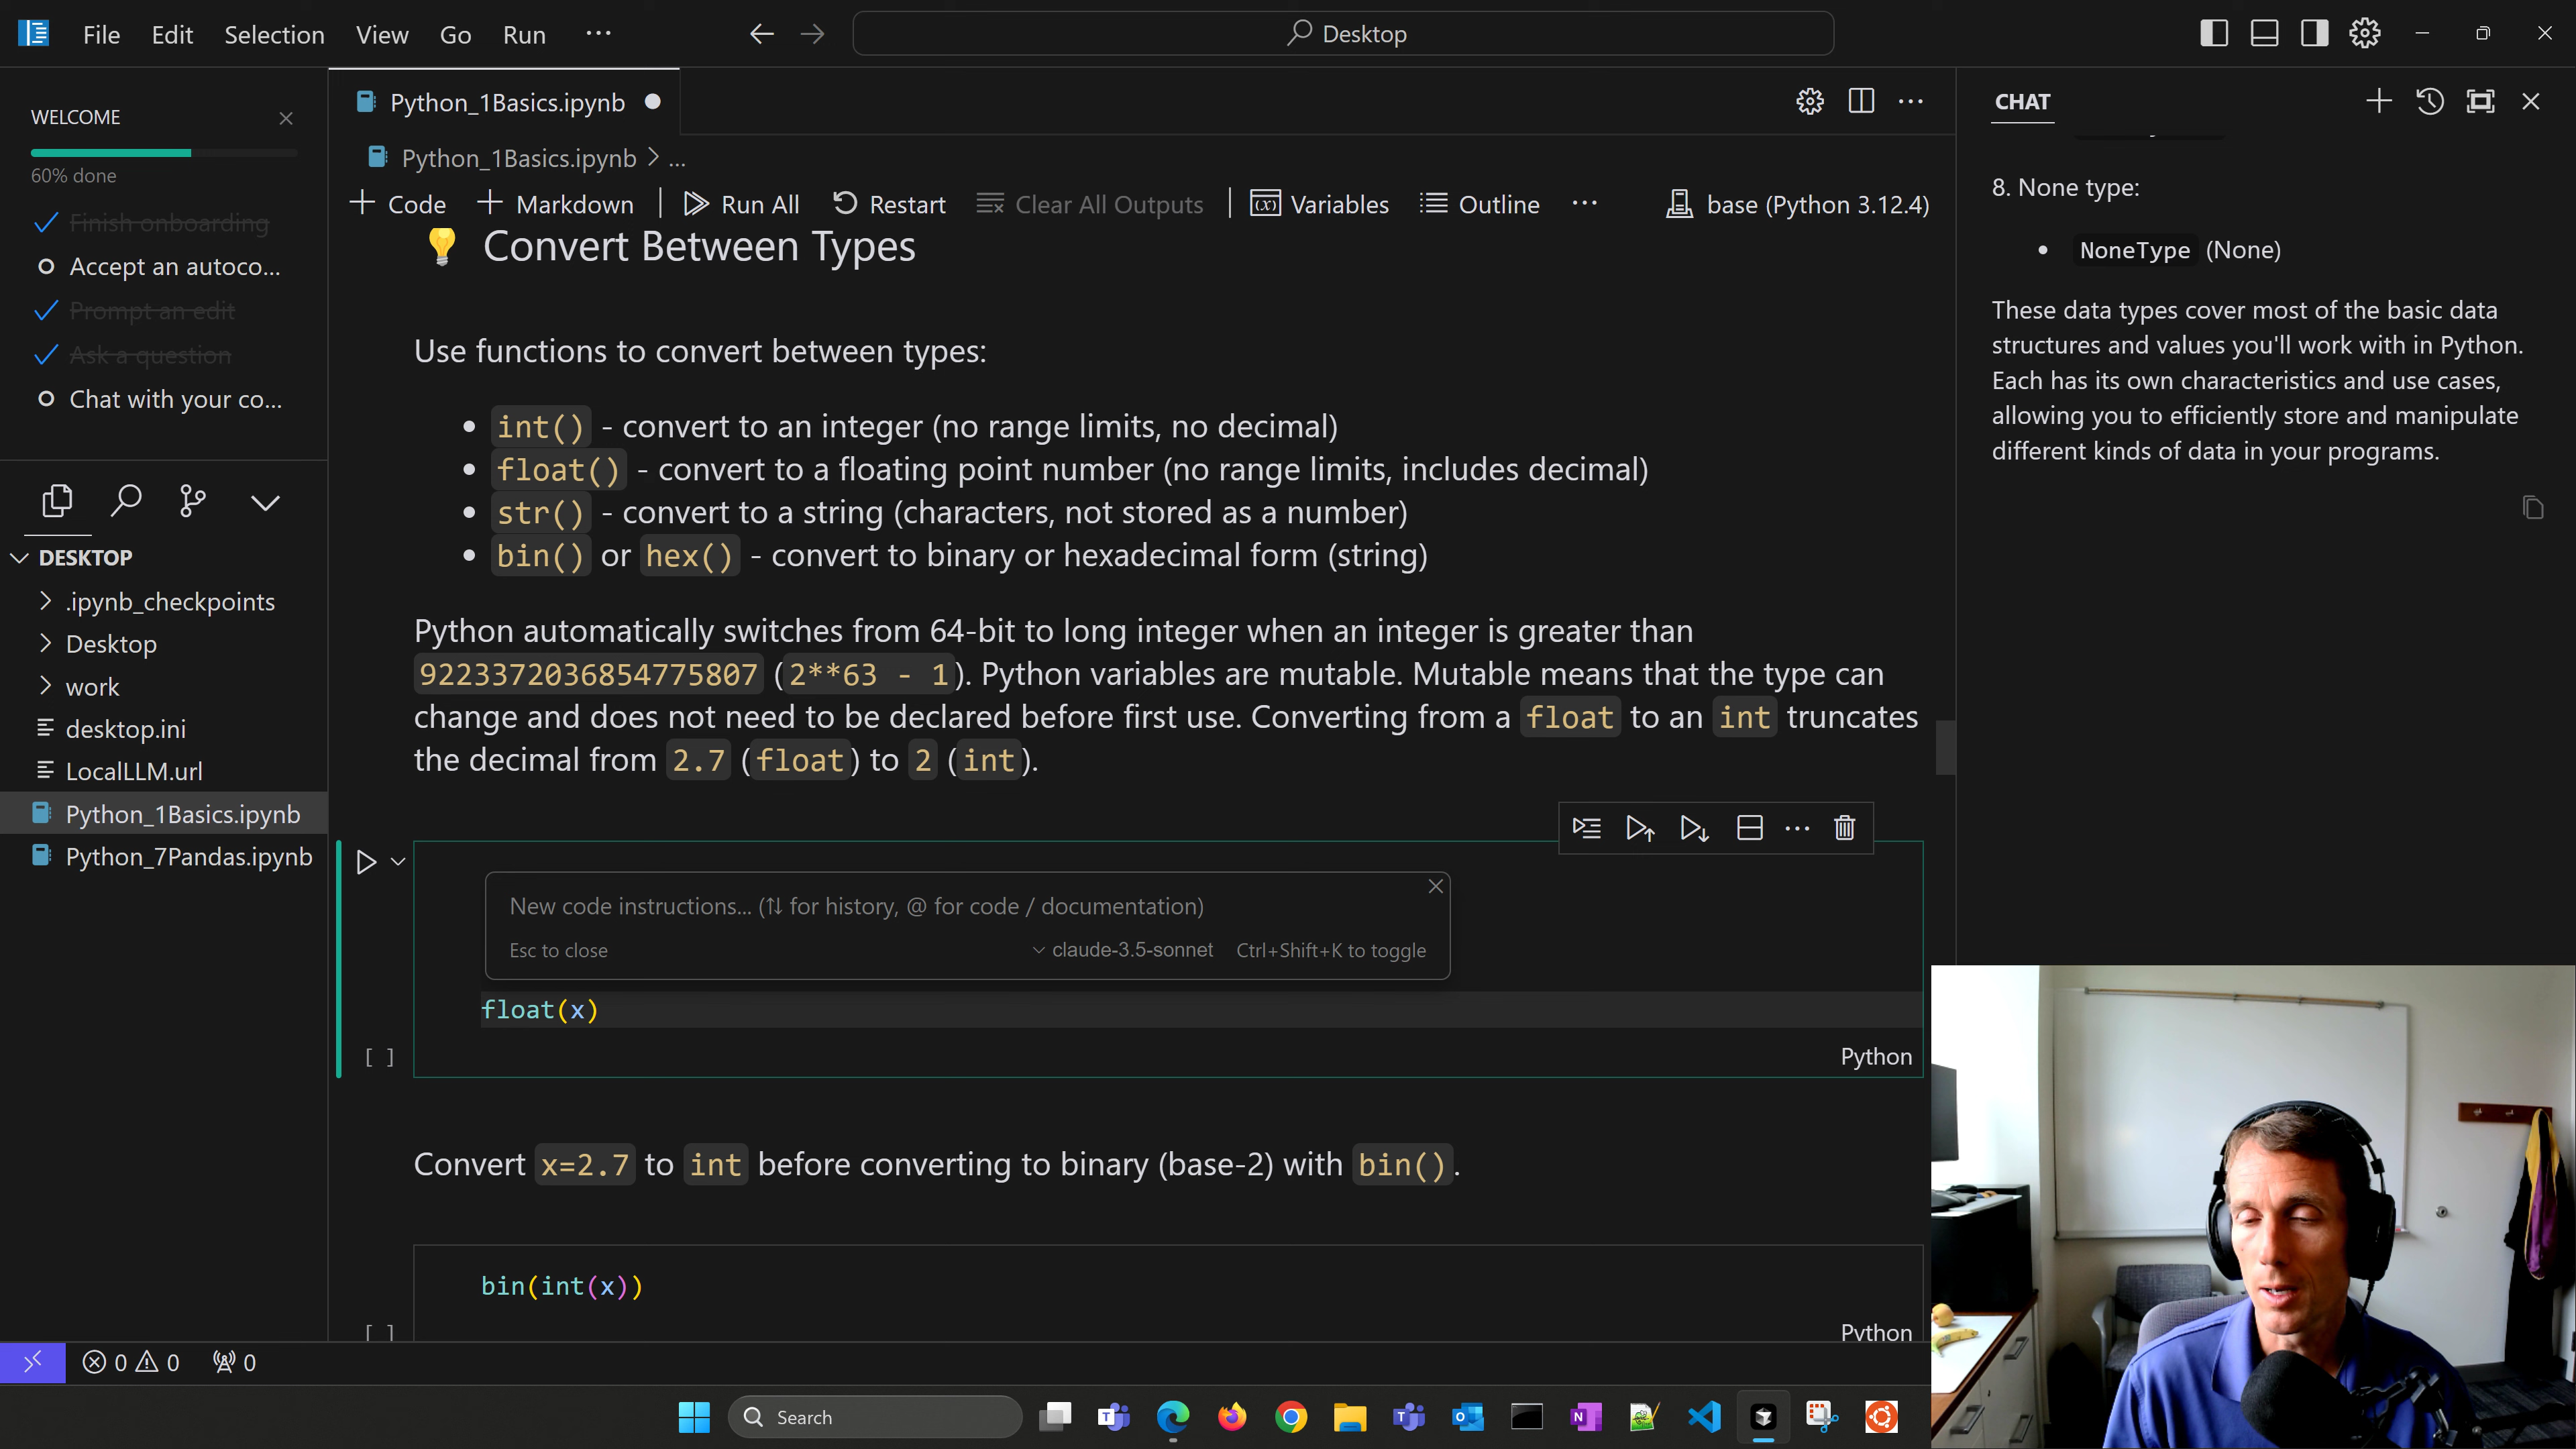 File Edit Selection View Go Run ... Desktop
WELCOME
60% done
Finish onboarding
Accept an autoco...
Prompt an edit
Ask a question
Chat with your co...
DESKTOP
.ipynb_checkpoints
Desktop
work
desktop.ini
LocalLLM.url
Python_1Basics.ipynb
Python_7Pandas.ipynb
Python_1Basics.ipynb
Python_1Basics.ipynb > ...
+ Code + Markdown Run All Restart Clear All Outputs Variables Outline ... base (Python 3.12.4)
💡 Convert Between Types
Use functions to convert between types:
• int() - convert to an integer (no range limits, no decimal)
• float() - convert to a floating point number (no range limits, includes decimal)
• str() - convert to a string (characters, not stored as a number)
• bin() or hex() - convert to binary or hexadecimal form (string)
Python automatically switches from 64-bit to long integer when an integer is greater than
9223372036854775807 (2**63 - 1). Python variables are mutable. Mutable means that the type can
change and does not need to be declared before first use. Converting from a float to an int truncates
the decimal from 2.7 (float) to 2 (int).
New code instructions... (⇅ for history, @ for code / documentation)
Esc to close claude-3.5-sonnet Ctrl+Shift+K to toggle
float(x)
[ ] Python
Convert x=2.7 to int before converting to binary (base-2) with bin().
bin(int(x))
[ ] Python
CHAT
8. None type:
• NoneType (None)
These data types cover most of the basic data
structures and values you'll work with in Python.
Each has its own characteristics and use cases,
allowing you to efficiently store and manipulate
different kinds of data in your programs.
0 0 0
Search